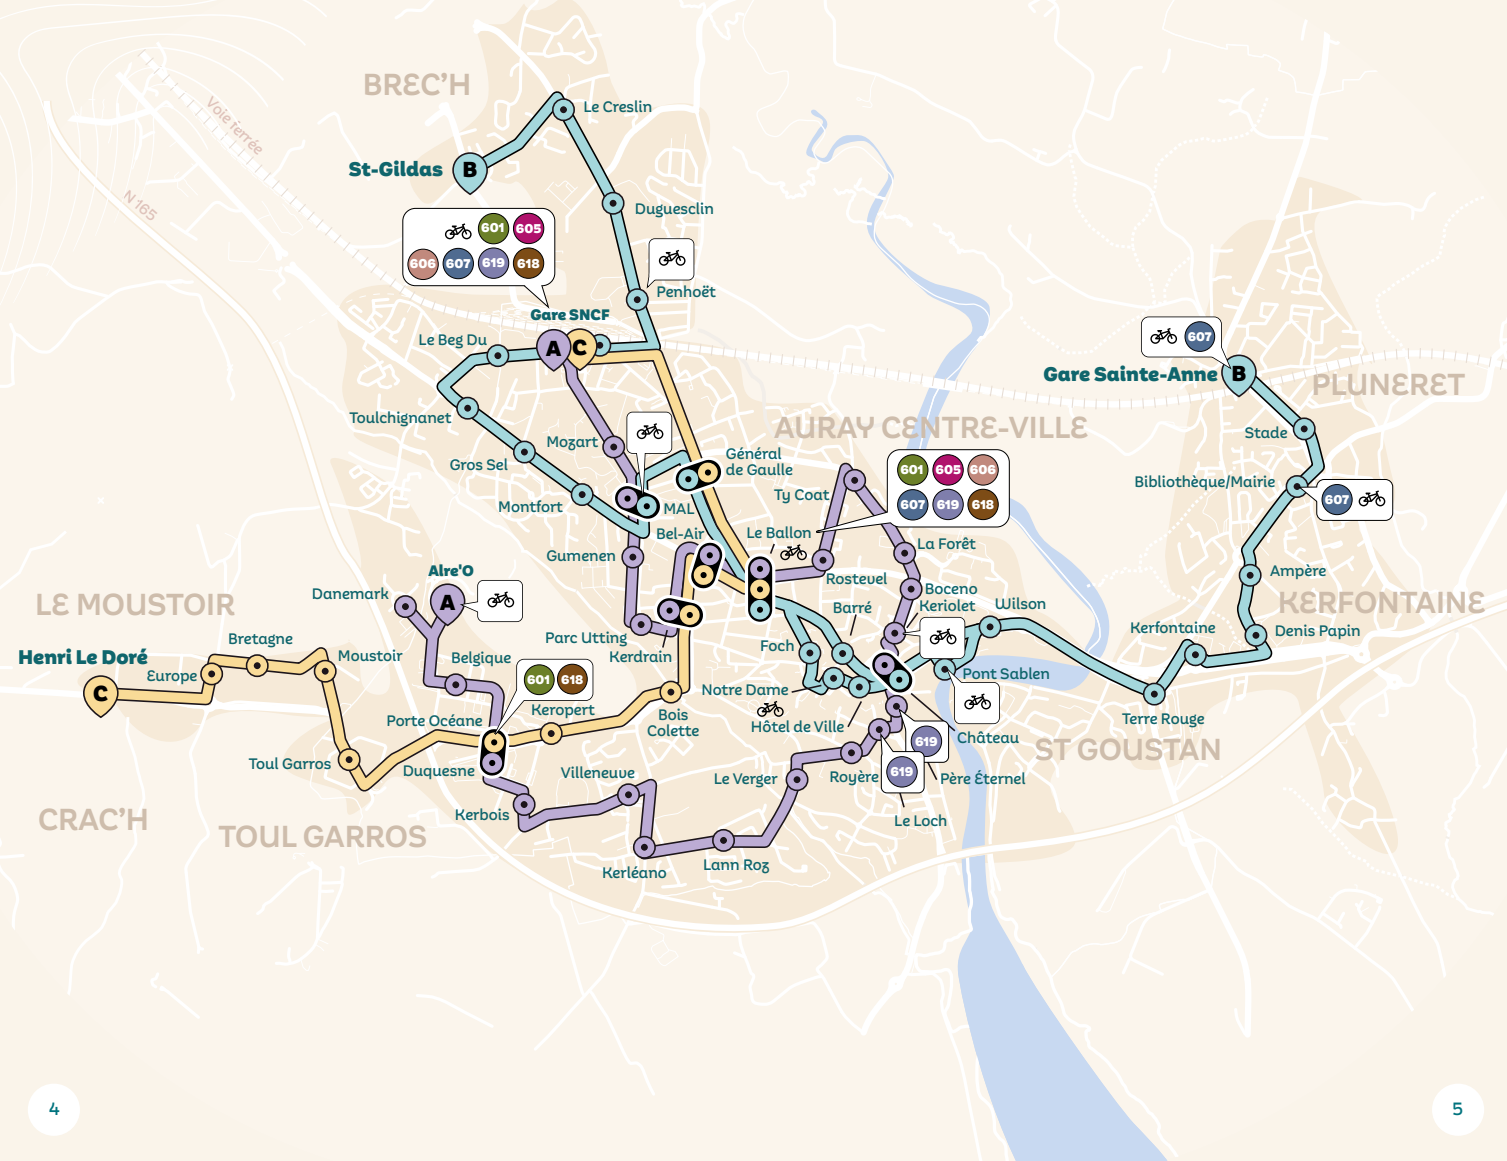 BREC'H
Le Creslin
Voie ferrée
St-Gildas
B
N 165
Duguesclin
601
605
606
607
619
618
Penhoët
Gare SNCF
A
C
Le Beg Du
607
Gare Sainte-Anne
B
PLUNERET
Toulchignanet
Mozart
AURAY CENTRE-VILLE
Stade
Gros Sel
Général
de Gaulle
601
605
606
607
619
618
Ty Coat
Bibliothèque/Mairie
607
Montfort
MAL
Bel-Air
Le Ballon
La Forêt
Gumenen
Rosteuel
Ampère
Alre'O
A
Danemark
Boceno
Keriolet
LE MOUSTOIR
Barré
Wilson
KERFONTAINE
Bretagne
Parc Utting
Kerdrain
Foch
Kerfontaine
Denis Papin
Henri Le Doré
C
Europe
Moustoir
Belgique
601
618
Pont Sablen
Notre Dame
Keropert
Bois
Colette
Hôtel de Ville
Terre Rouge
Porte Océane
619
Château
ST GOUSTAN
Toul Garros
Duquesne
Villeneuve
Le Verger
Royère
619
Père Éternel
Kerbois
Le Loch
CRAC'H
TOUL GARROS
Kerléano
Lann Roz
4
5